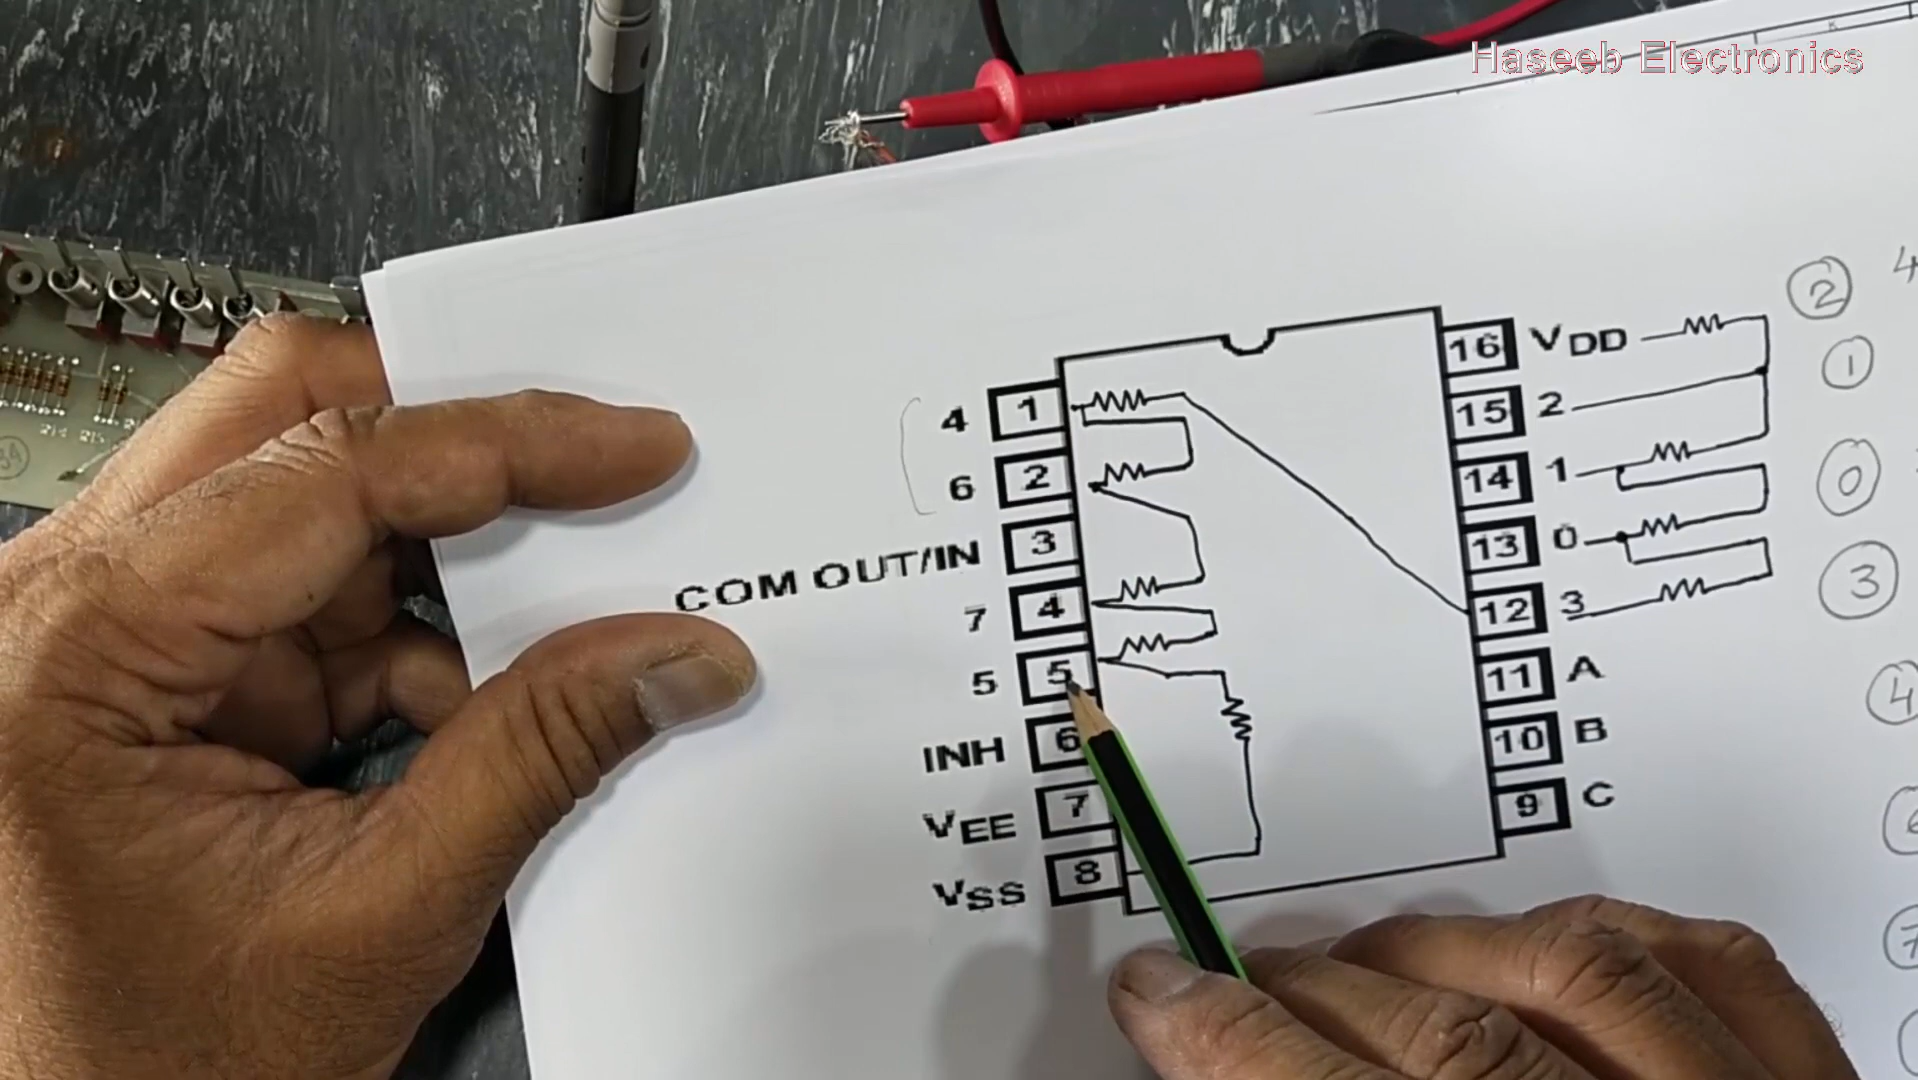 Haseeb Electronics
4 1 16 VDD 2 4
6 2 15 2 1
COM OUT/IN 3 14 1 0
7 4 13 0 3
5 5 12 3 4
INH 6 11 A
VEE 7 10 B
VSS 8 9 C 7